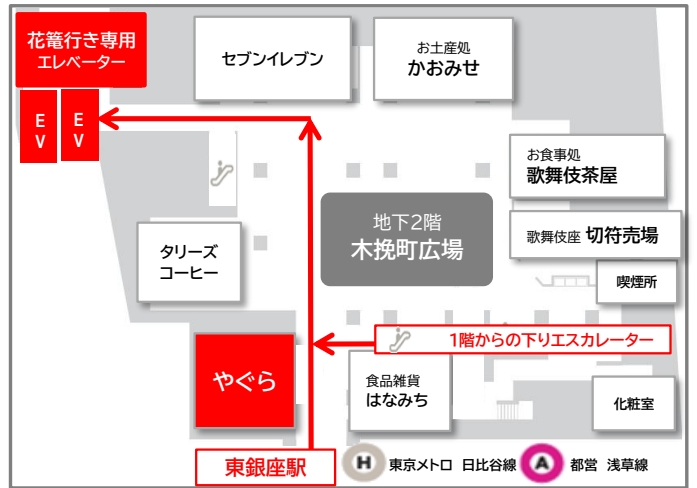 花篭行き専用
エレベーター
EV
EV
セブンイレブン
お土産処
かおみせ
お食事処
歌舞伎茶屋
地下2階
木挽町広場
歌舞伎座 切符売場
タリーズ
コーヒー
喫煙所
1階からの下りエスカレーター
やぐら
食品雑貨
はなみち
化粧室
東銀座駅
H 東京メトロ 日比谷線 A 都営 浅草線